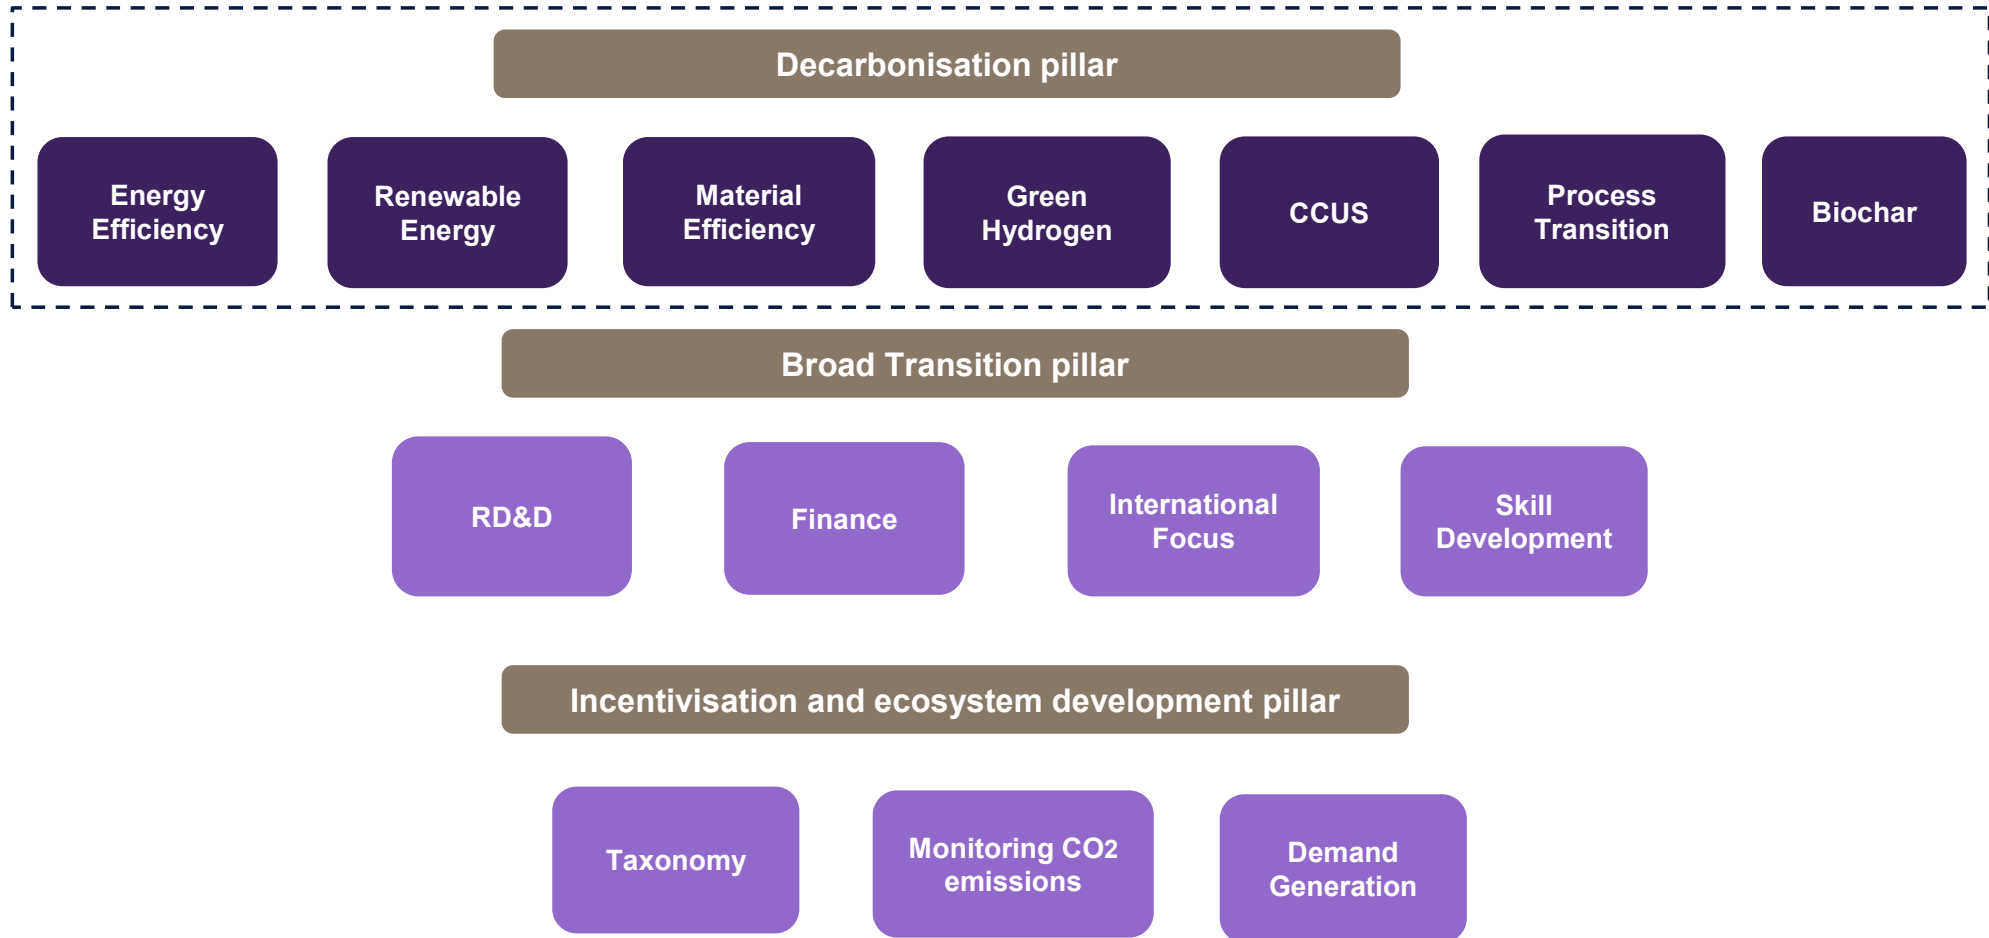 Decarbonisation pillar
Energy
Efficiency
Renewable
Energy
Material
Efficiency
Green
Hydrogen
CCUS
Process
Transition
Biochar
Broad Transition pillar
RD&D
Finance
International
Focus
Skill
Development
Incentivisation and ecosystem development pillar
Taxonomy
Monitoring CO2
emissions
Demand
Generation